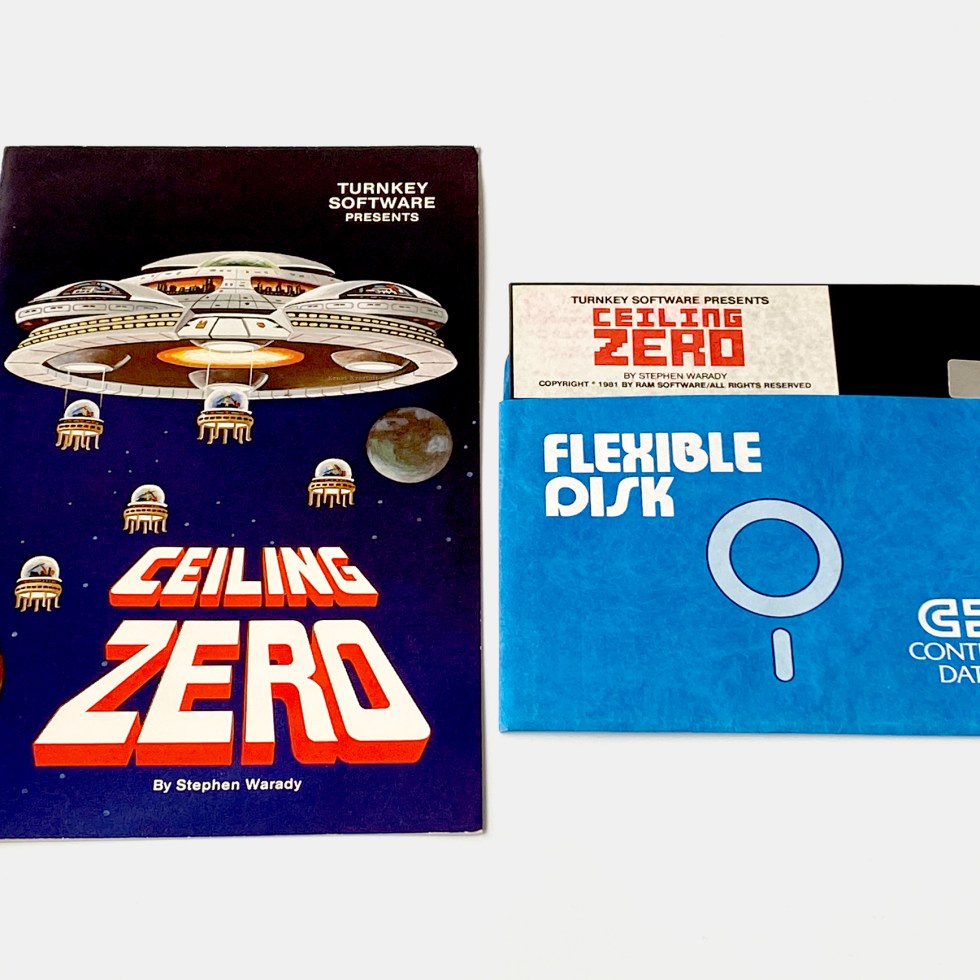 TURNKEY
SOFTWARE
PRESENTS
CEILING
ZERO
By Stephen Warady
TURNKEY SOFTWARE PRESENTS
CEILING
ZERO
BY STEPHEN WARADY
COPYRIGHT © 1981 BY RAM SOFTWARE/ALL RIGHTS RESERVED
FLEXIBLE
DISK